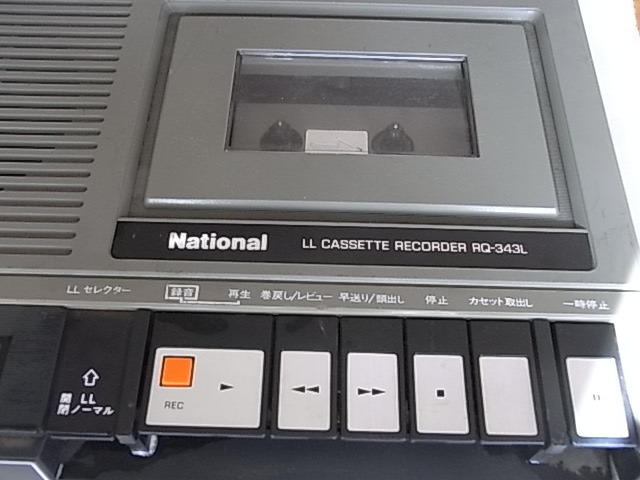 National LL CASSETTE RECORDER RQ-343L
LL セレクター 録音 再生 巻戻し/レビュー 早送り/頭出し 停止 カセット取出し 一時停止
開 LL
閉 ノーマル
REC